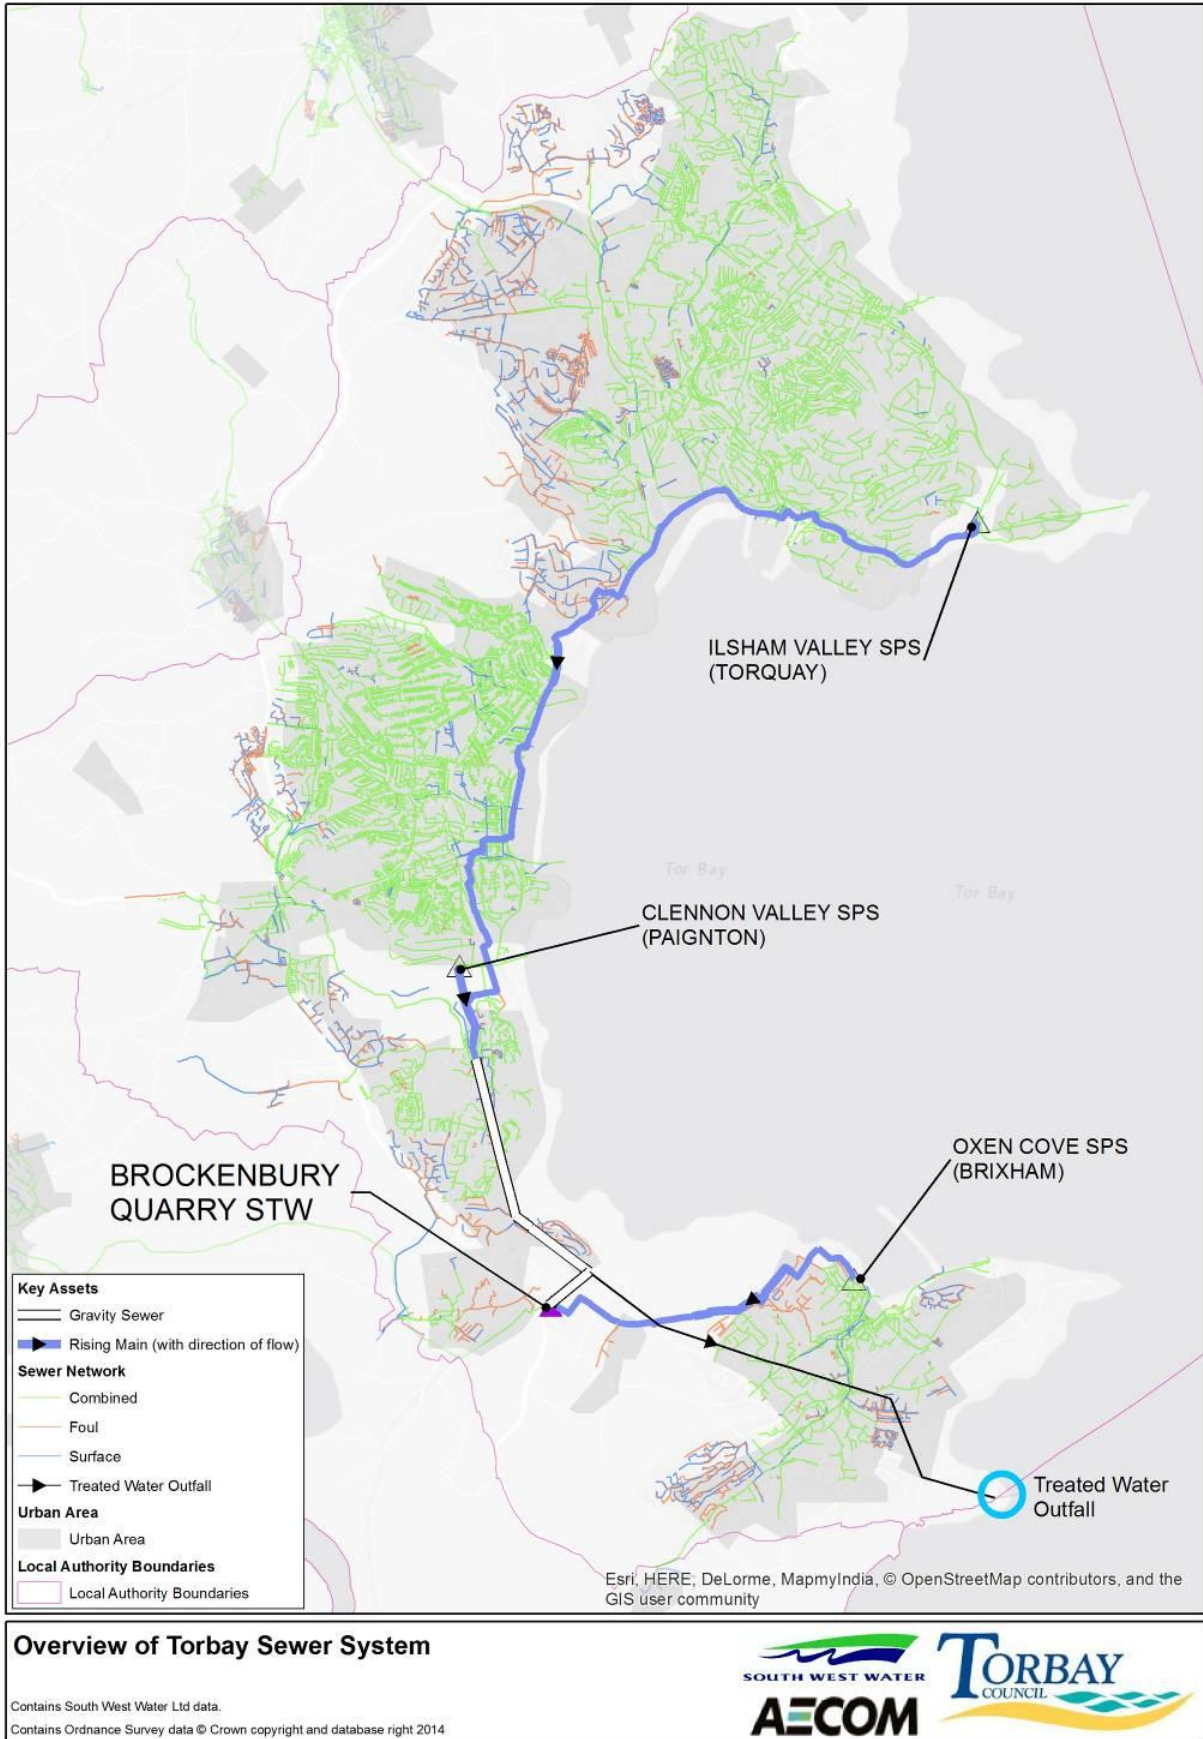 ILSHAM VALLEY SPS
(TORQUAY)
Tor Bay
Tor Bay
CLENNON VALLEY SPS
(PAIGNTON)
OXEN COVE SPS
(BRIXHAM)
BROCKENBURY
QUARRY STW
Key Assets
Gravity Sewer
Rising Main (with direction of flow)
Sewer Network
Combined
Foul
Surface
Treated Water Outfall
Urban Area
Urban Area
Local Authority Boundaries
Local Authority Boundaries
Treated Water
Outfall
Esri, HERE, DeLorme, MapmyIndia, © OpenStreetMap contributors, and the
GIS user community
Overview of Torbay Sewer System
Contains South West Water Ltd data.
Contains Ordnance Survey data © Crown copyright and database right 2014
SOUTH WEST WATER
AECOM
TORBAY
COUNCIL